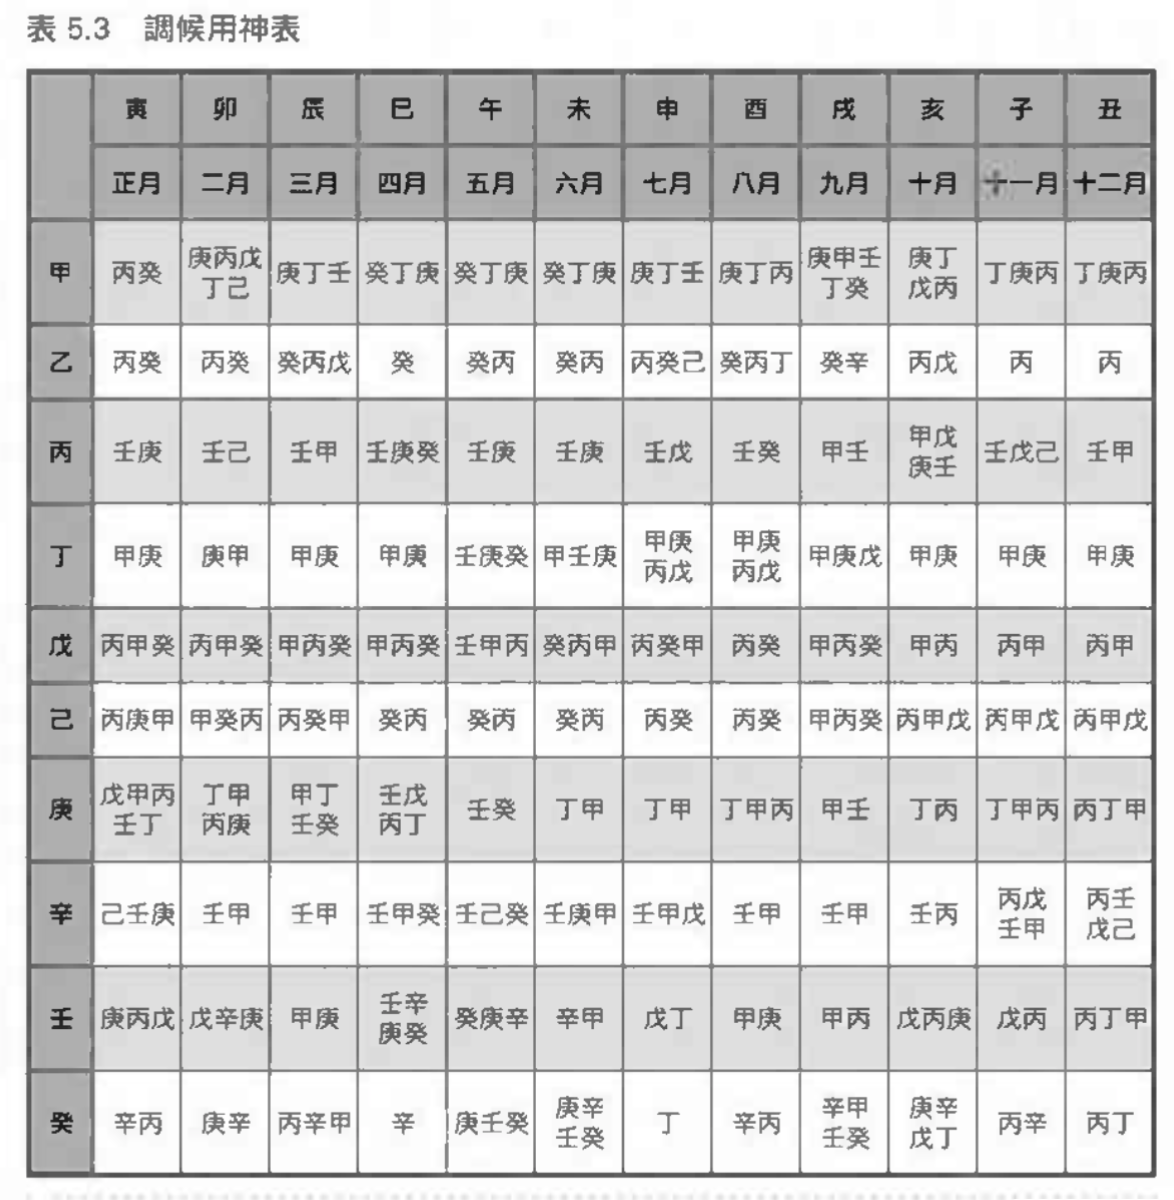 表 5.3 調候用神表
寅 卯 辰 巳 午 未 申 酉 戌 亥 子 丑
正月 二月 三月 四月 五月 六月 七月 八月 九月 十月 十一月 十二月
甲 丙癸 庚丙戊丁己 庚丁壬 癸丁庚 癸丁庚 癸丁庚 庚丁壬 庚丁丙 庚甲壬丁癸 庚丁戊丙 丁庚丙 丁庚丙
乙 丙癸 丙癸 癸丙戊 癸 癸丙 癸丙 丙癸己 癸丙丁 癸辛 丙戊 丙 丙
丙 壬庚 壬己 壬甲 壬庚癸 壬庚 壬庚 壬戊 壬癸 甲壬 甲戊庚壬 壬戊己 壬甲
丁 甲庚 庚甲 甲庚 甲庚 壬庚癸 甲壬庚 甲庚丙戊 甲庚丙戊 甲庚戊 甲庚 甲庚 甲庚
戊 丙甲癸 丙甲癸 甲丙癸 甲丙癸 壬甲丙 癸丙甲 丙癸甲 丙癸 甲丙癸 甲丙 丙甲 丙甲
己 丙庚甲 甲癸丙 丙癸甲 癸丙 癸丙 癸丙 丙癸 丙癸 甲丙癸 丙甲戊 丙甲戊 丙甲戊
庚 戊甲丙壬丁 丁甲丙庚 甲丁壬癸 壬戊丙丁 壬癸 丁甲 丁甲 丁甲丙 甲壬 丁丙 丁甲丙 丙丁甲
辛 己壬庚 壬甲 壬甲 壬甲癸 壬己癸 壬庚甲 壬甲戊 壬甲 壬甲 壬丙 丙戊壬甲 丙壬戊己
壬 庚丙戊 戊辛庚 甲庚 壬辛庚癸 癸庚辛 辛甲 戊丁 甲庚 甲丙 戊丙庚 戊丙 丙丁甲
癸 辛丙 庚辛 丙辛甲 辛 庚壬癸 庚辛壬癸 丁 辛丙 辛甲壬癸 庚辛戊丁 丙辛 丙丁